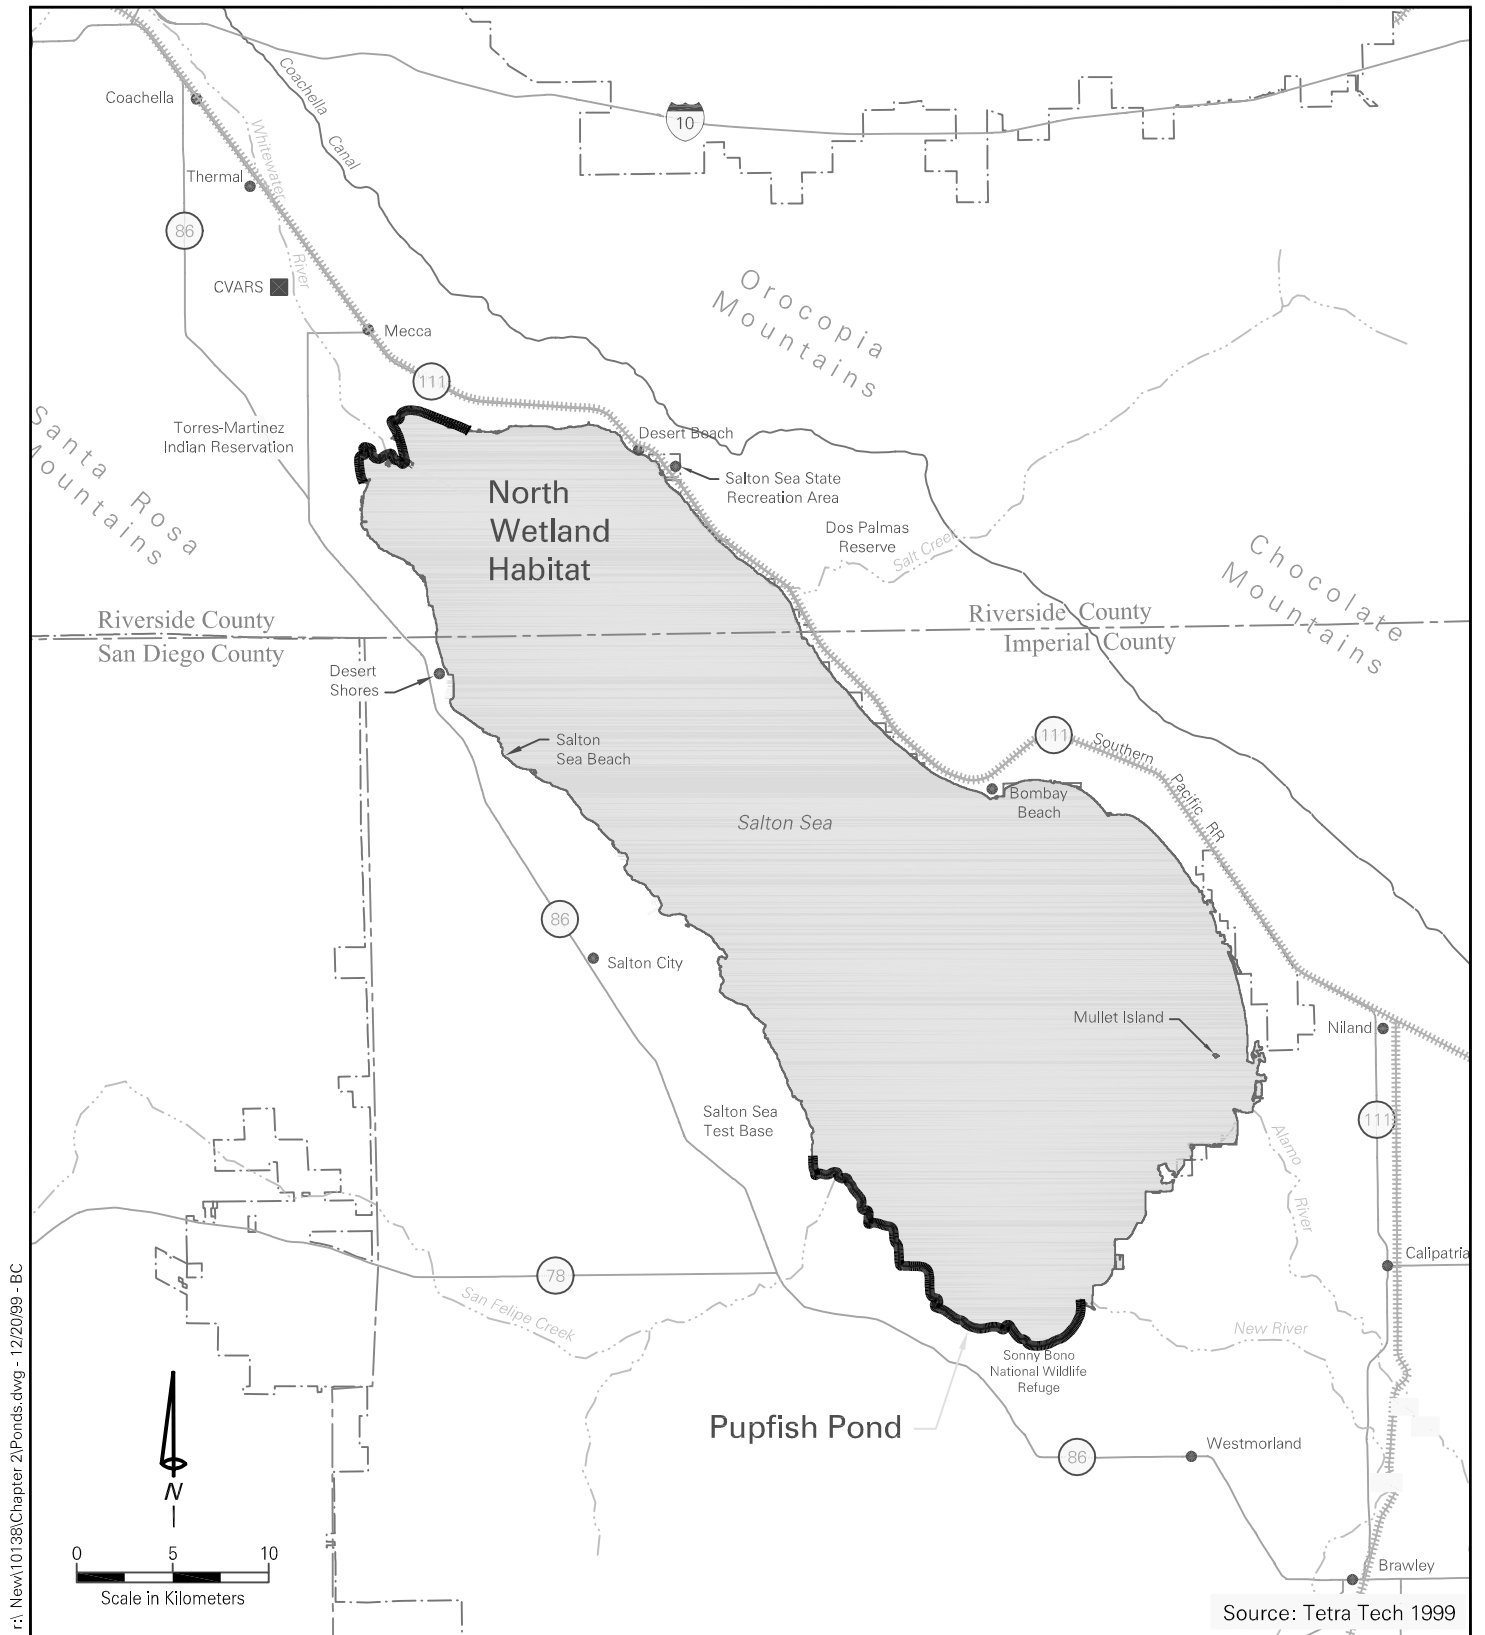 Coachella
Coachella
Canal
10
Whitewater
River
Thermal
86
CVARS
Mecca
111
Orocopia
Mountains
Santa Rosa
Mountains
Torres-Martinez
Indian Reservation
Desert Beach
Salton Sea State
Recreation Area
North
Wetland
Habitat
Dos Palmas
Reserve
Salt Creek
Chocolate
Mountains
Riverside County
San Diego County
Riverside County
Imperial County
Desert
Shores
Salton
Sea Beach
111
Southern
Pacific RR
Bombay
Beach
Salton Sea
86
Salton City
Mullet Island
Niland
111
Salton Sea
Test Base
Alamo
River
Calipatria
78
San Felipe Creek
New River
Sonny Bono
National Wildlife
Refuge
Pupfish Pond
86
Westmorland
Brawley
N
0 5 10
Scale in Kilometers
Source: Tetra Tech 1999
r:\ New\10138\Chapter 2\Ponds.dwg - 12/20/99 - BC